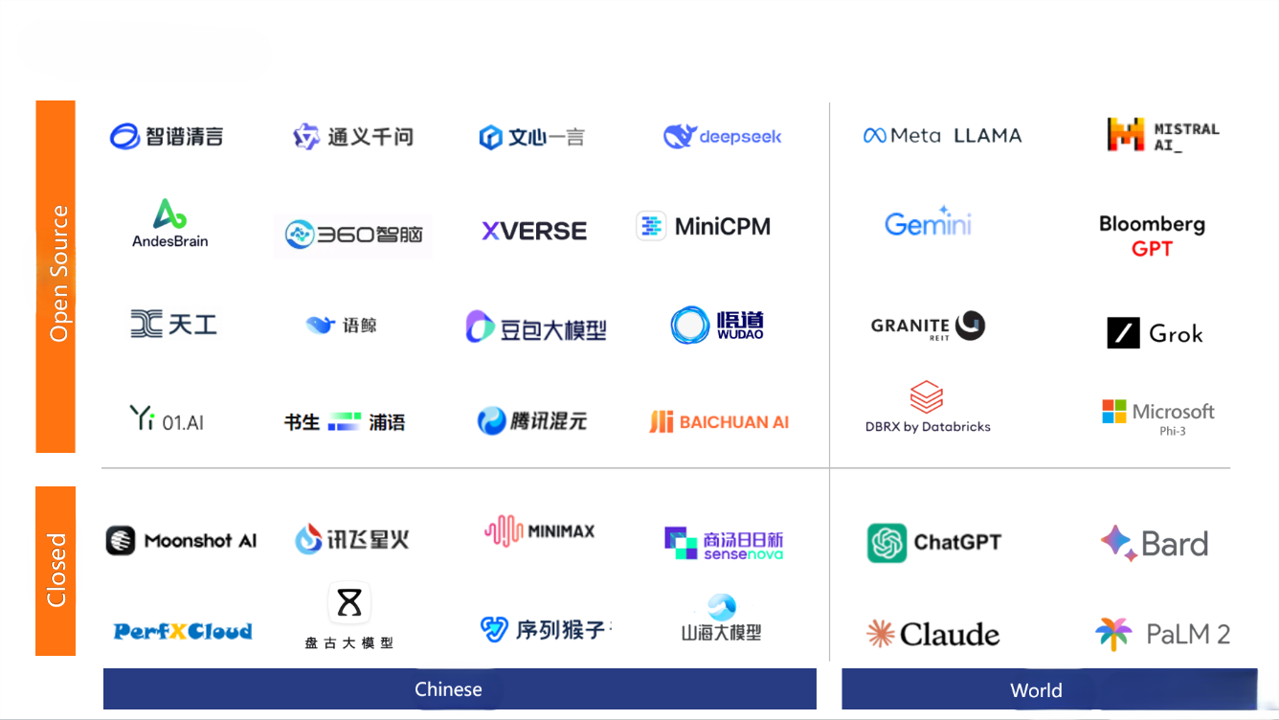 Open Source
智谱清言
通义千问
文心一言
deepseek
Meta LLAMA
MISTRAL
AI_
AndesBrain
360智脑
XVERSE
MiniCPM
Gemini
Bloomberg
GPT
天工
语鲸
豆包大模型
悟道
WUDAO
GRANITE
REIT
Grok
Yi 01.AI
书生 浦语
腾讯混元
BAICHUAN AI
DBRX by Databricks
Microsoft
Phi-3
Closed
Moonshot AI
讯飞星火
MINIMAX
商汤日日新
sensenova
ChatGPT
Bard
PerfXCloud
盘古大模型
序列猴子
山海大模型
Claude
PaLM 2
Chinese
World